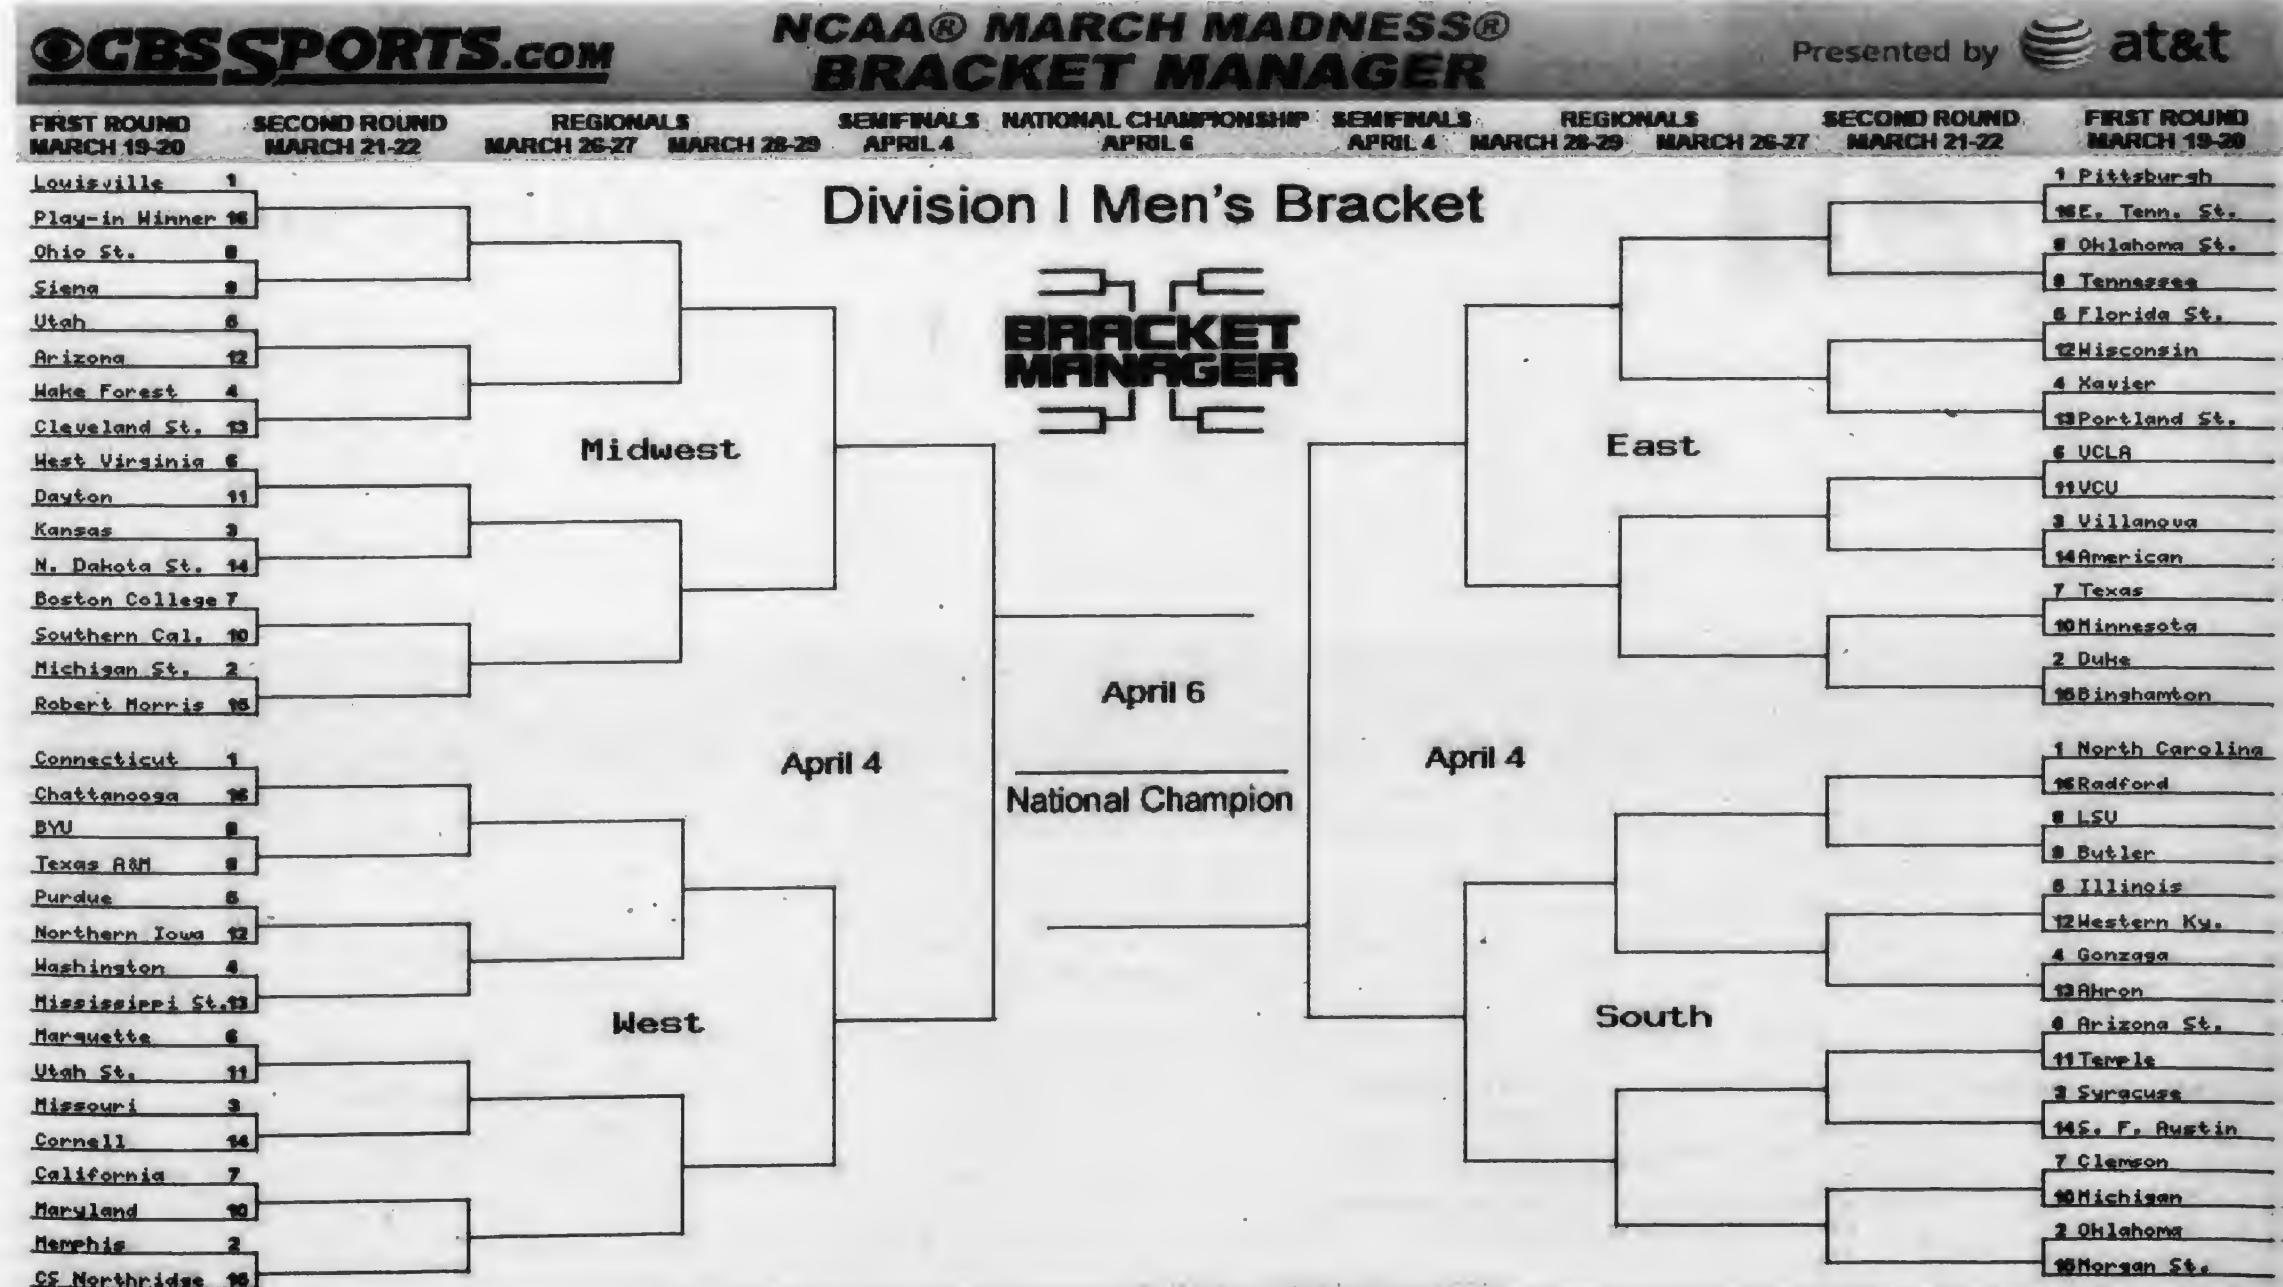 CBSSPORTS.COM
NCAA® MARCH MADNESS®
BRACKET MANAGER
Presented by at&t
FIRST ROUND
MARCH 19-20
SECOND ROUND
MARCH 21-22
REGIONALS
MARCH 26-27 MARCH 28-29
SEMIFINALS
APRIL 4
NATIONAL CHAMPIONSHIP
APRIL 6
SEMIFINALS
APRIL 4
REGIONALS
MARCH 28-29 MARCH 26-27
SECOND ROUND
MARCH 21-22
FIRST ROUND
MARCH 19-20
Division I Men's Bracket
BRACKET
MANAGER
Louisville 1
Play-in Winner 16
Ohio St. 8
Siena 9
Utah 5
Arizona 12
Wake Forest 4
Cleveland St. 13
West Virginia 6
Dayton 11
Kansas 3
N. Dakota St. 14
Boston College 7
Southern Cal. 10
Michigan St. 2
Robert Morris 15
Midwest
Connecticut 1
Chattanooga 16
BYU 8
Texas A&M 9
Purdue 5
Northern Iowa 12
Washington 4
Mississippi St. 13
Marquette 6
Utah St. 11
Missouri 3
Cornell 14
California 7
Maryland 10
Memphis 2
CS Northridge 15
West
April 4
April 6
National Champion
April 4
1 Pittsburgh
16 E. Tenn. St.
8 Oklahoma St.
9 Tennessee
5 Florida St.
12 Wisconsin
4 Xavier
13 Portland St.
6 UCLA
11 VCU
3 Villanova
14 American
7 Texas
10 Minnesota
2 Duke
15 Binghamton
East
1 North Carolina
16 Radford
8 LSU
9 Butler
5 Illinois
12 Western Ky.
4 Gonzaga
13 Akron
6 Arizona St.
11 Temple
3 Syracuse
14 S. F. Austin
7 Clemson
10 Michigan
2 Oklahoma
15 Morgan St.
South